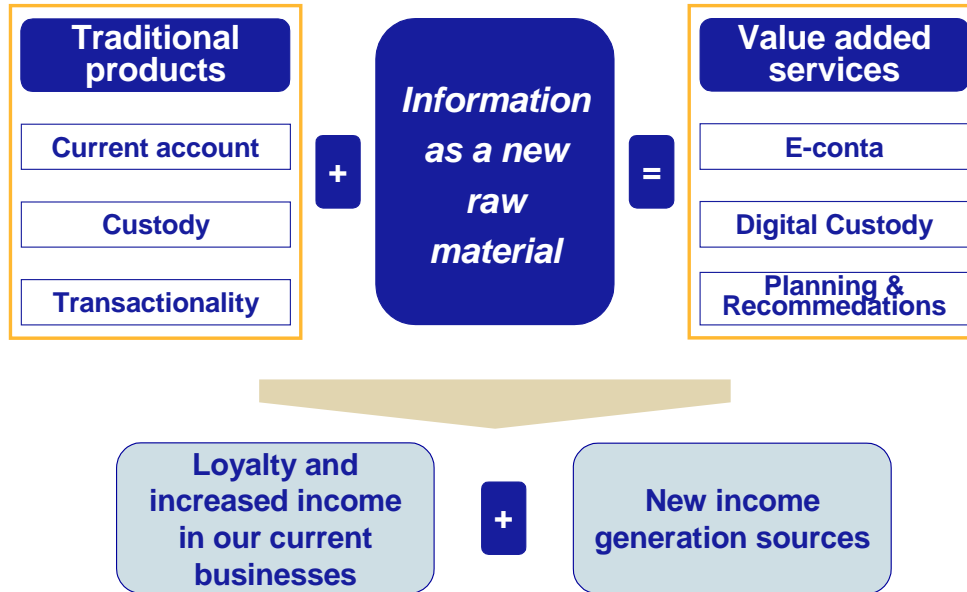 Traditional
products
Current account
Custody
Transactionality
+
Information
as a new
raw
material
=
Value added
services
E-conta
Digital Custody
Planning &
Recommedations
Loyalty and
increased income
in our current
businesses
+
New income
generation sources